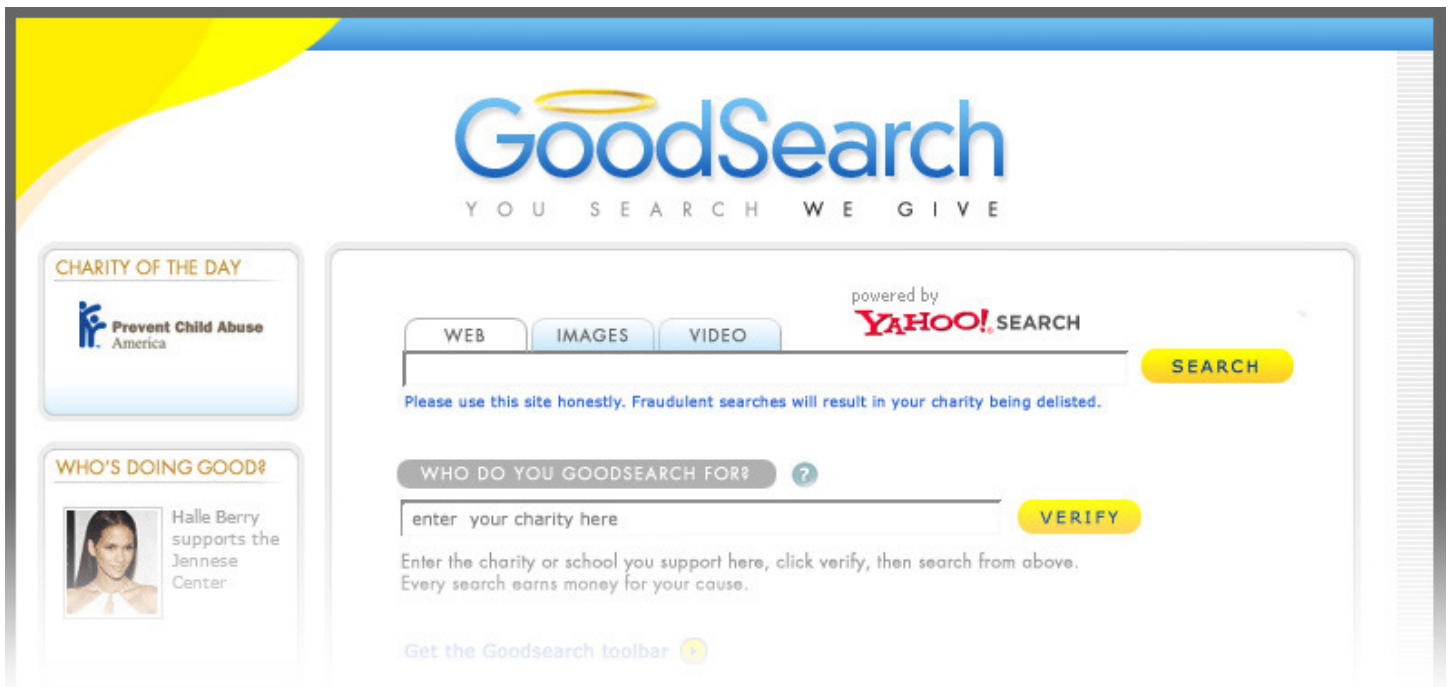 GoodSearch
YOU SEARCH WE GIVE
CHARITY OF THE DAY
Prevent Child Abuse
America
WHO'S DOING GOOD?
Halle Berry
supports the
Jennese
Center
powered by
YAHOO! SEARCH
WEB IMAGES VIDEO
SEARCH
Please use this site honestly. Fraudulent searches will result in your charity being delisted.
WHO DO YOU GOODSEARCH FOR? ?
enter your charity here
VERIFY
Enter the charity or school you support here, click verify, then search from above.
Every search earns money for your cause.
Get the Goodsearch toolbar